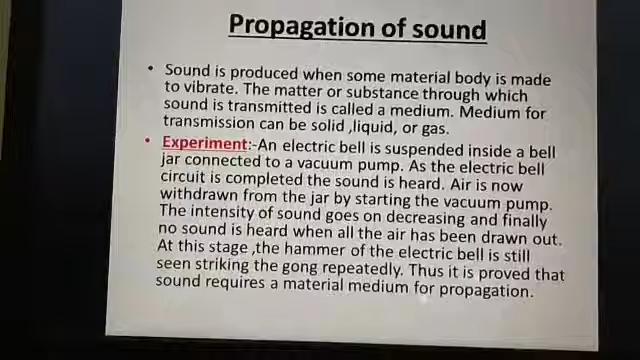 Propagation of sound
• Sound is produced when some material body is made
to vibrate. The matter or substance through which
sound is transmitted is called a medium. Medium for
transmission can be solid ,liquid, or gas.
• Experiment:-An electric bell is suspended inside a bell
jar connected to a vacuum pump. As the electric bell
circuit is completed the sound is heard. Air is now
withdrawn from the jar by starting the vacuum pump.
The intensity of sound goes on decreasing and finally
no sound is heard when all the air has been drawn out.
At this stage ,the hammer of the electric bell is still
seen striking the gong repeatedly. Thus it is proved that
sound requires a material medium for propagation.